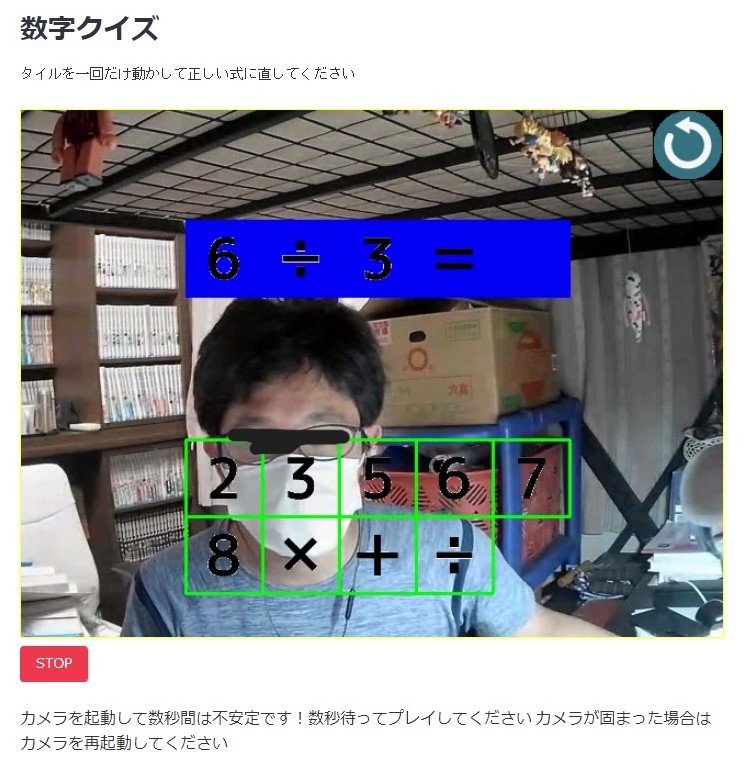 数字クイズ
タイルを一回だけ動かして正しい式に直してください
6 ÷ 3 =
2 3 5 6 7
8 × + ÷
STOP
カメラを起動して数秒間は不安定です！数秒待ってプレイしてください カメラが固まった場合は
カメラを再起動してください